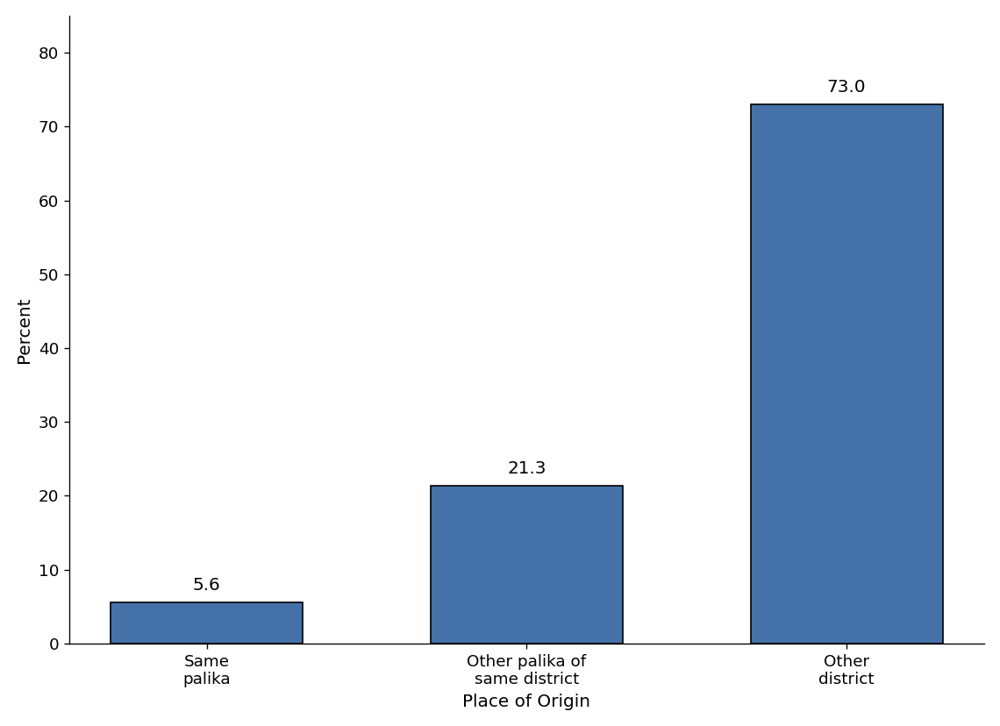 80
70
60
50
40
30
20
10
0
Percent
5.6
21.3
73.0
Same
palika
Other palika of
same district
Other
district
Place of Origin